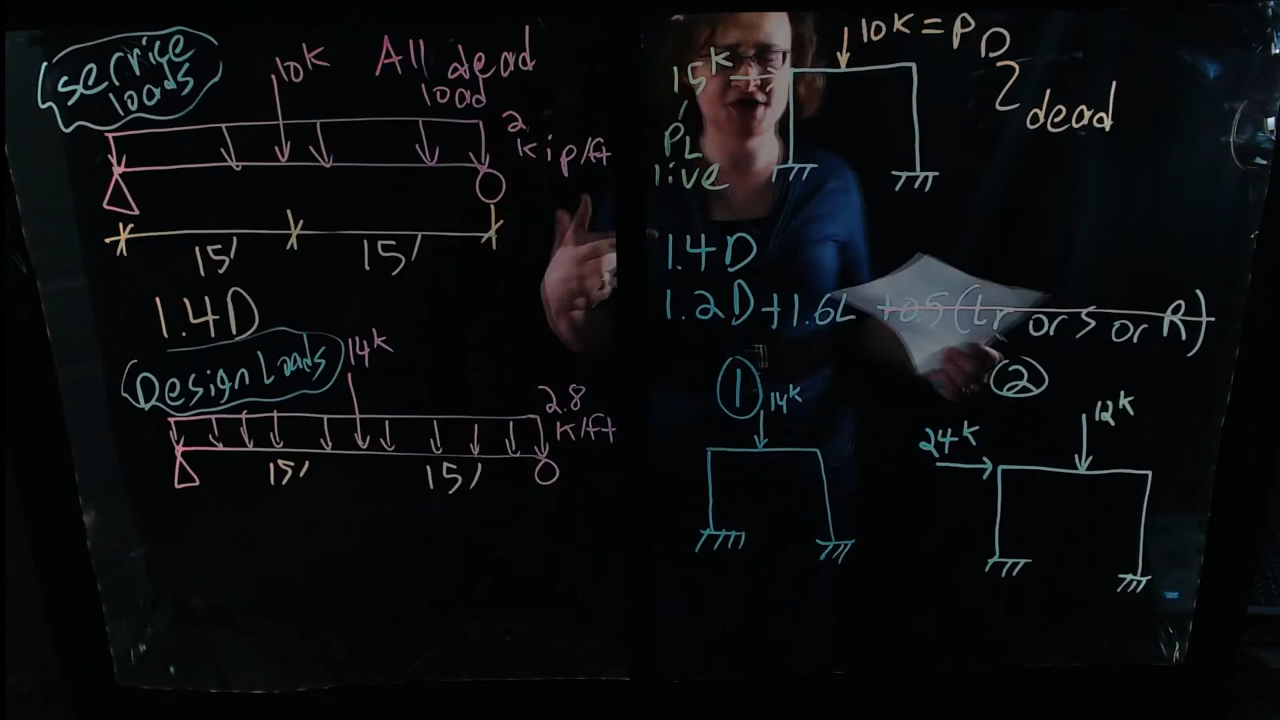 Service
loads
10K
All dead
load
2
kip/ft
15'
15'
1.4D
Design Loads
14K
2.8
K/ft
15'
15'
10K = PD
15K
PL
live
dead
1.4D
1.2D + 1.6L + 0.5 (Lr or S or R)
1
14K
2
24K
12K